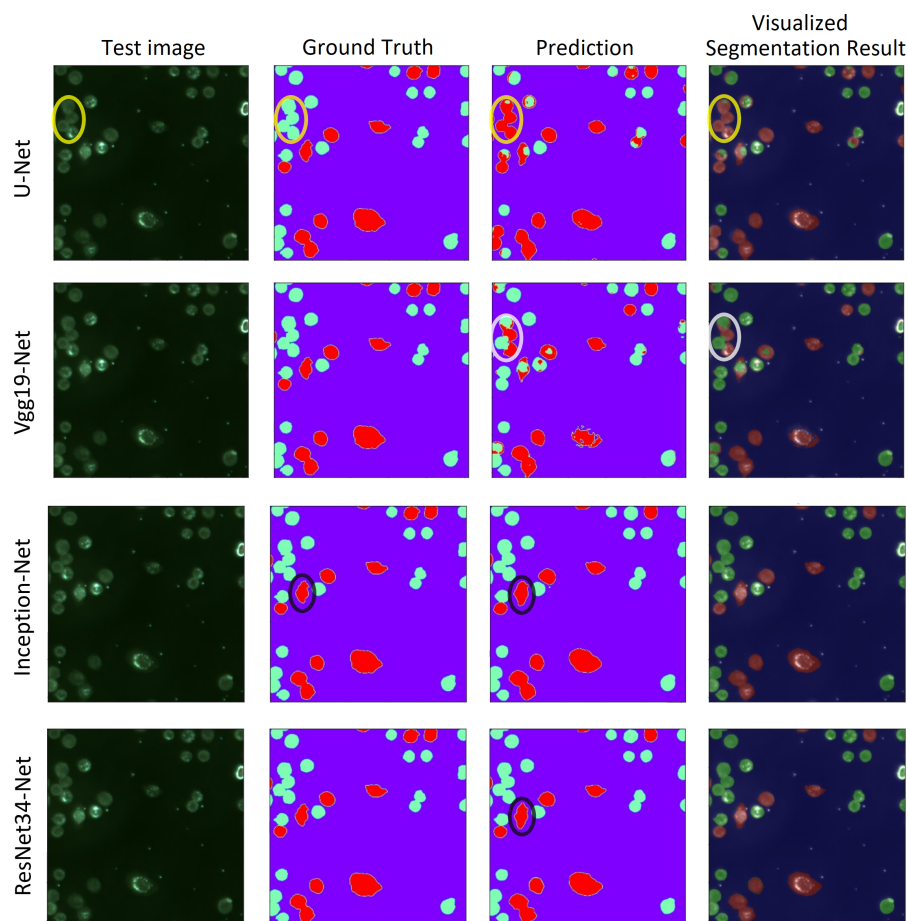 Test image
Ground Truth
Prediction
Visualized
Segmentation Result
U-Net
Vgg19-Net
Inception-Net
ResNet34-Net